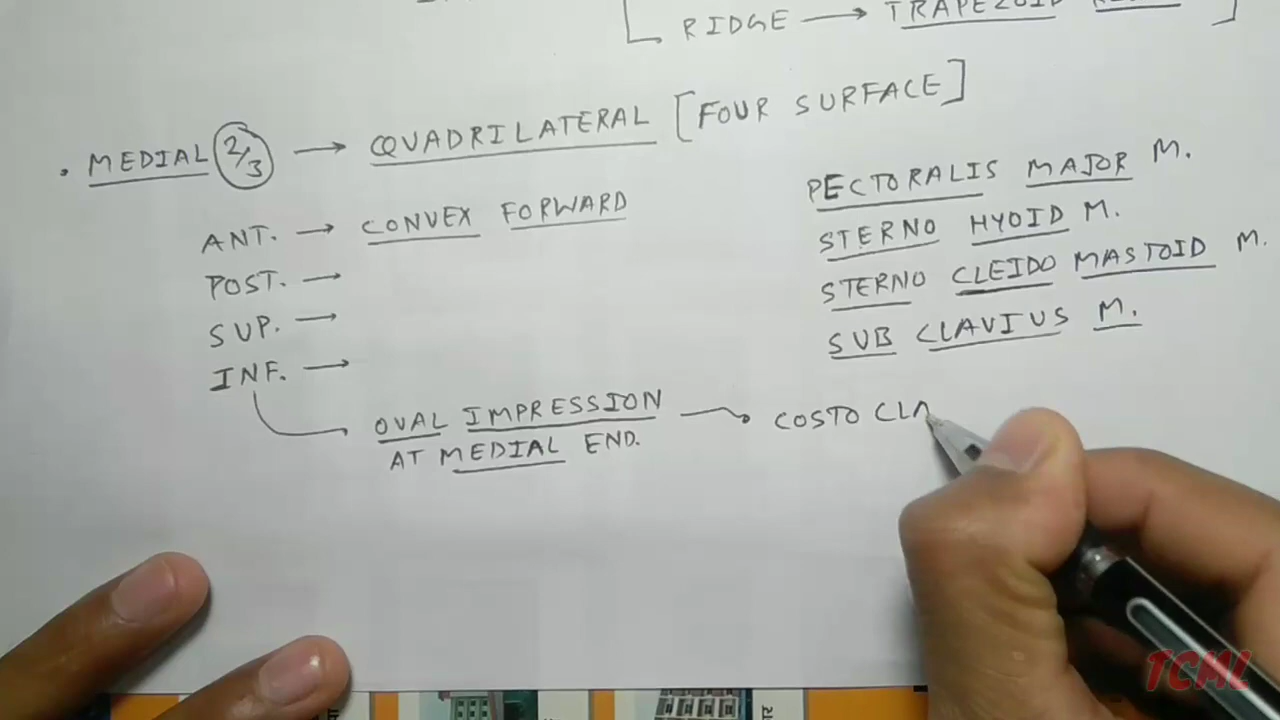 RIDGE → TRAPEZOID
. MEDIAL 2/3 → QUADRILATERAL [FOUR SURFACE]
ANT. → CONVEX FORWARD
POST. →
SUP. →
INF. →
PECTORALIS MAJOR M.
STERNO HYOID M.
STERNO CLEIDO MASTOID M.
SUB CLAVIUS M.
OVAL IMPRESSION
AT MEDIAL END.
COSTO CLA
TCML